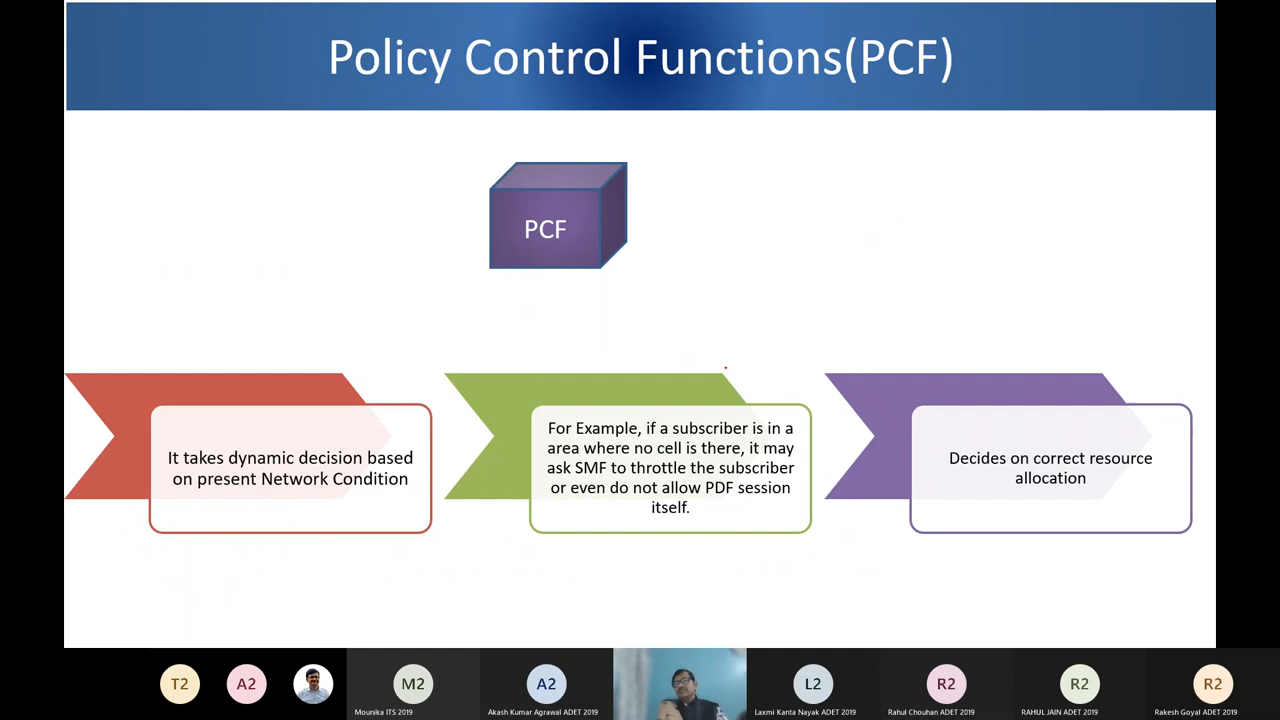 Policy Control Functions(PCF)
PCF
It takes dynamic decision based
on present Network Condition
For Example, if a subscriber is in a
area where no cell is there, it may
ask SMF to throttle the subscriber
or even do not allow PDF session
itself.
Decides on correct resource
allocation
T2
A2
M2
A2
L2
R2
R2
R2
Mounika ITS 2019
Akash Kumar Agrawal ADET 2019
Laxmi Kanta Nayak ADET 2019
Rahul Chouhan ADET 2019
RAHUL JAIN ADET 2019
Rakesh Goyal ADET 2019